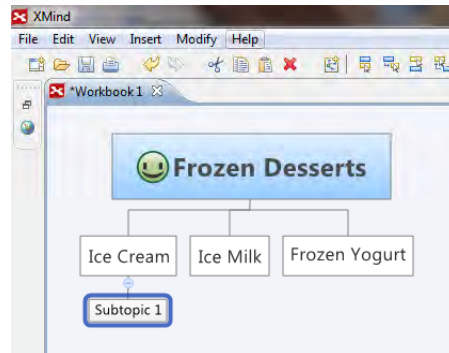 XMind
File Edit View Insert Modify Help
*Workbook 1
Frozen Desserts
Ice Cream Ice Milk Frozen Yogurt
Subtopic 1